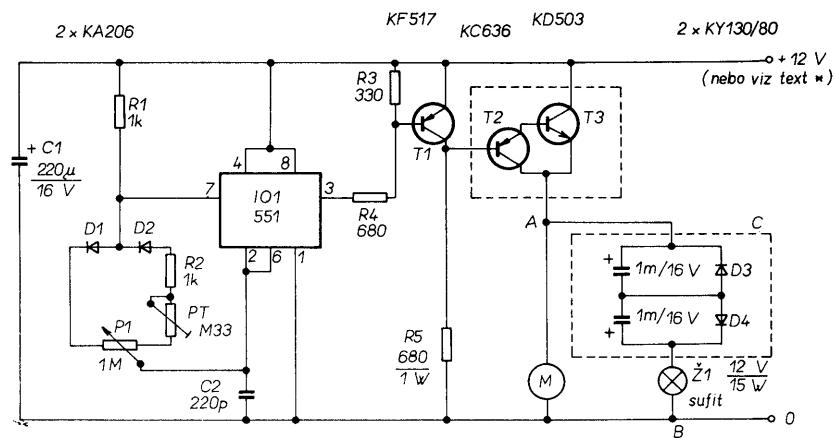 2 x KA206
KF517
KC636
KD503
2 x KY130/80
+ 12 V
(nebo viz text *)
R1
1k
R3
330
T1
T2
T3
+ C1
220µ
16 V
4
8
7
IO1
551
3
2
6
1
R4
680
A
C
D1
D2
R2
1k
PT
M33
P1
1M
C2
220p
R5
680
1 W
M
+
1m/16 V
D3
1m/16 V
D4
+
Ž1
sufit
12 V
15 W
B
0